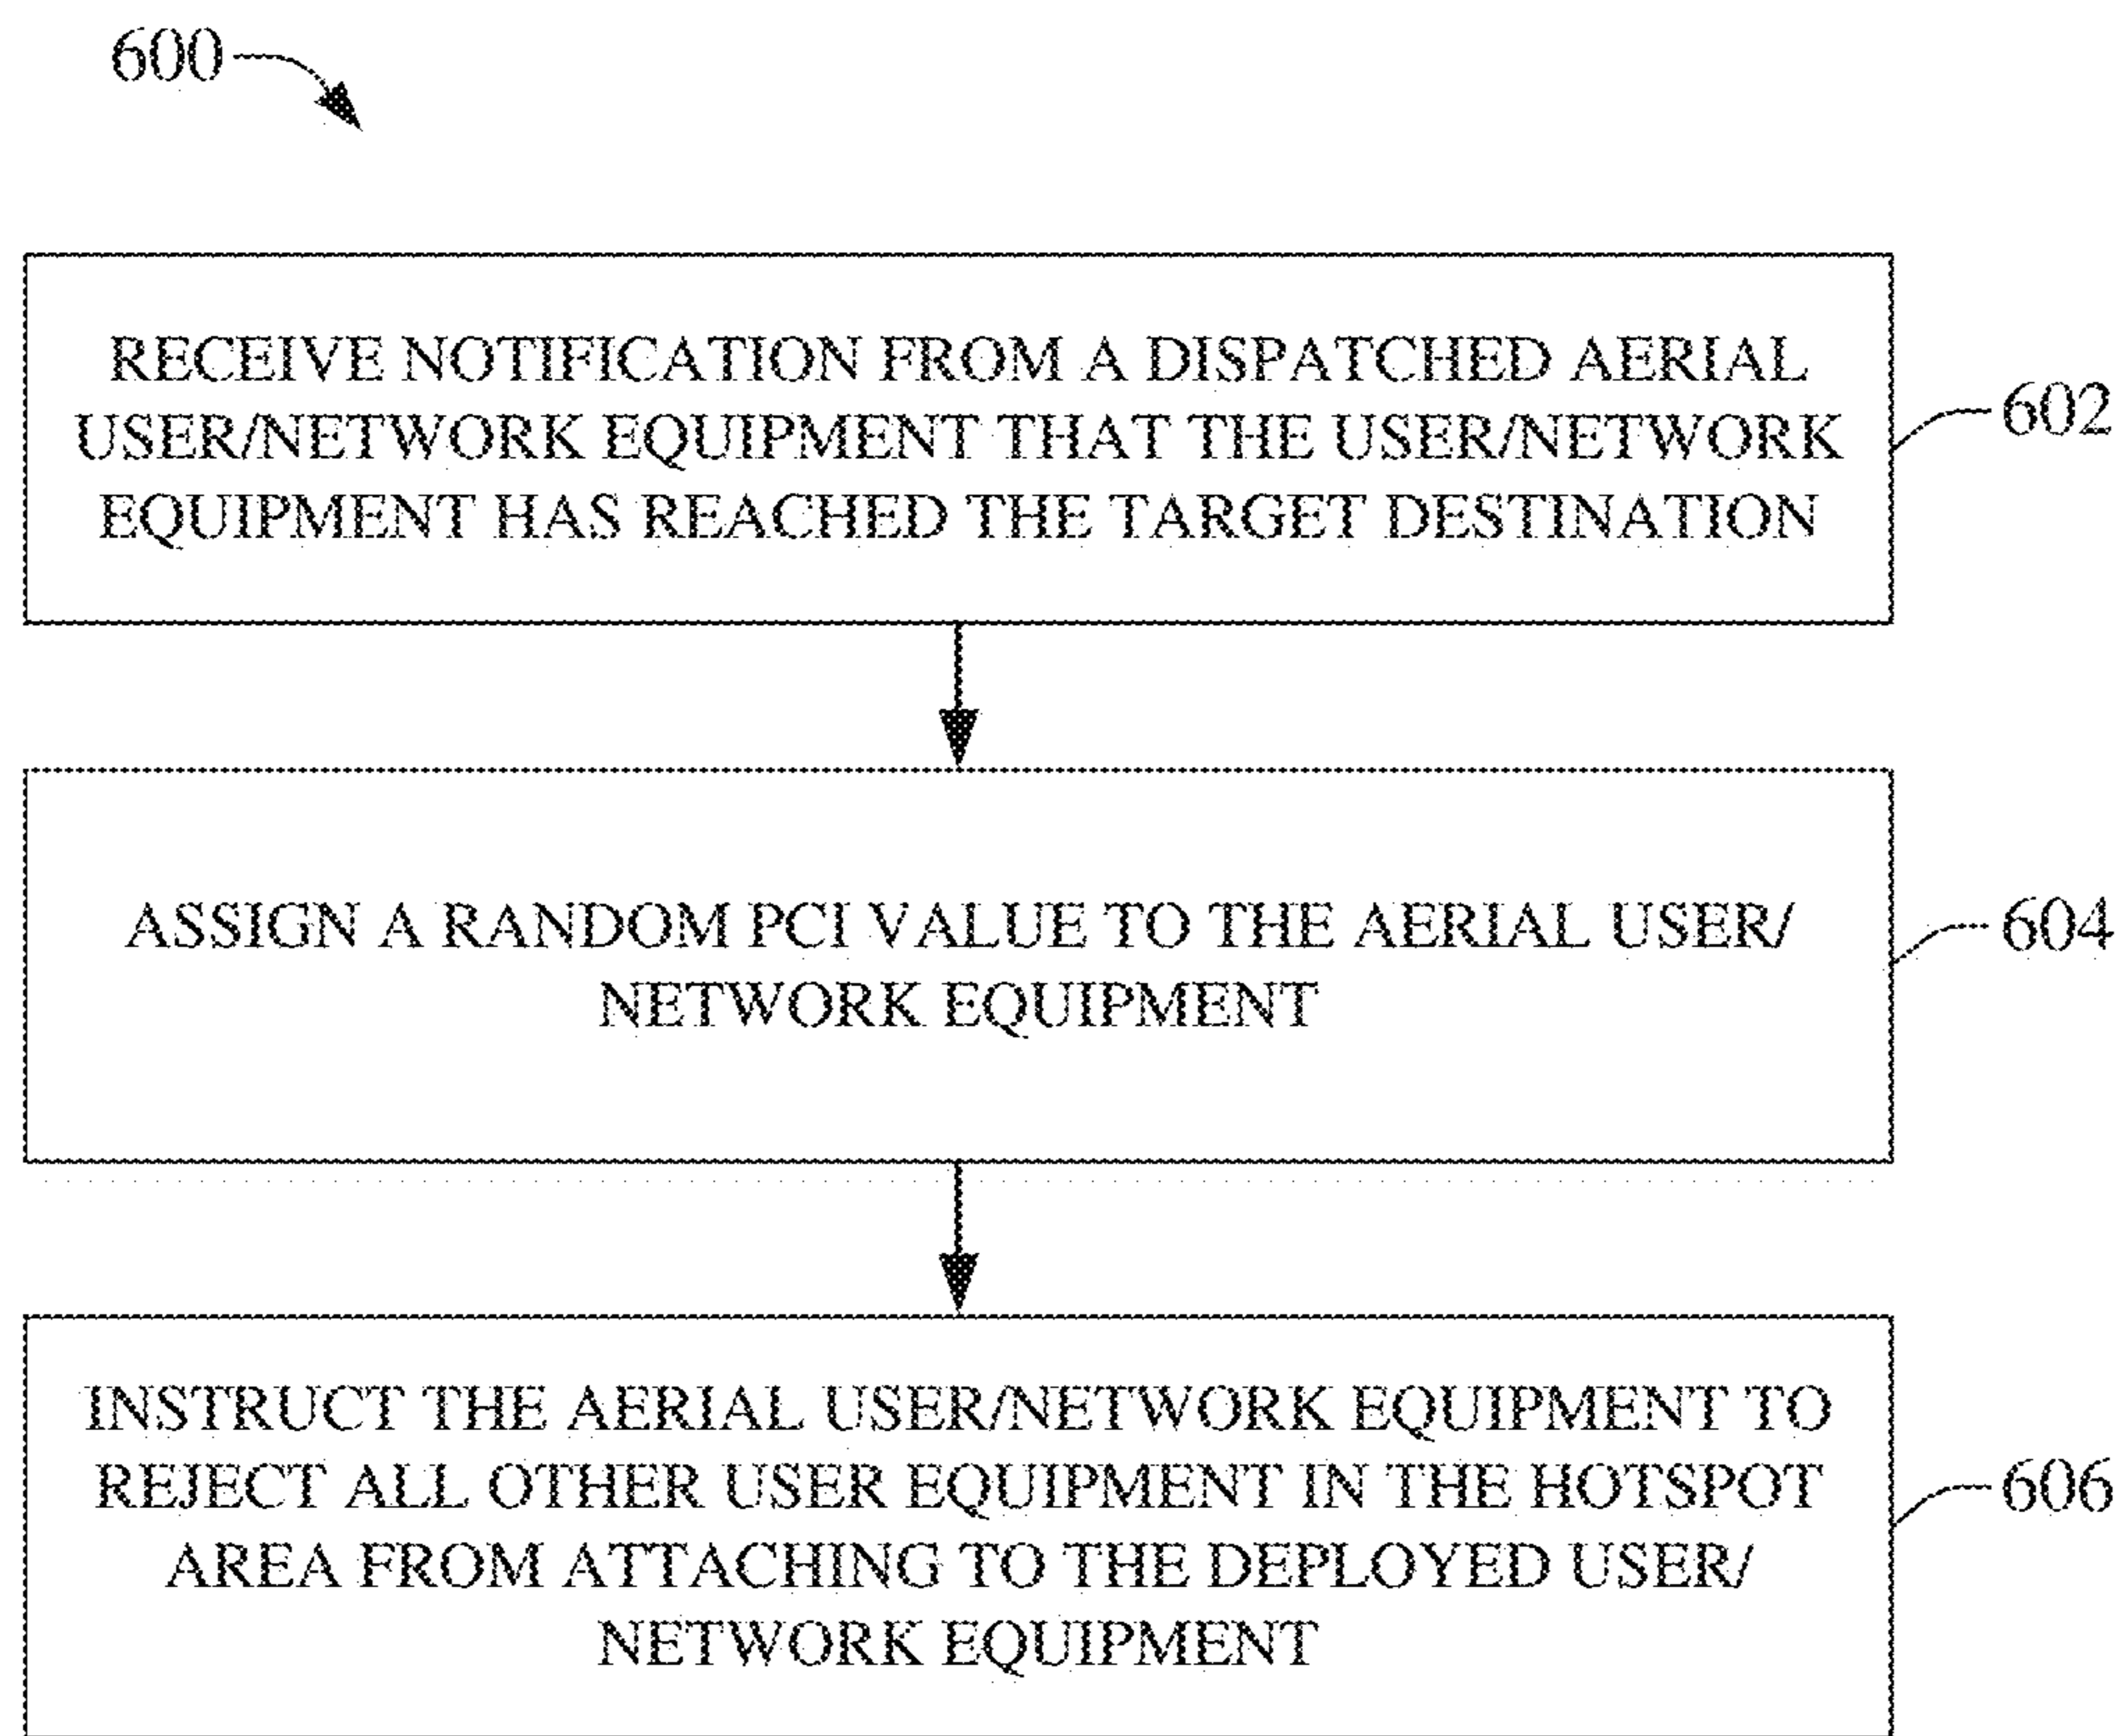 600
RECEIVE NOTIFICATION FROM A DISPATCHED AERIAL
USER/NETWORK EQUIPMENT THAT THE USER/NETWORK
EQUIPMENT HAS REACHED THE TARGET DESTINATION
602
ASSIGN A RANDOM PCI VALUE TO THE AERIAL USER/
NETWORK EQUIPMENT
604
INSTRUCT THE AERIAL USER/NETWORK EQUIPMENT TO
REJECT ALL OTHER USER EQUIPMENT IN THE HOTSPOT
AREA FROM ATTACHING TO THE DEPLOYED USER/
NETWORK EQUIPMENT
606